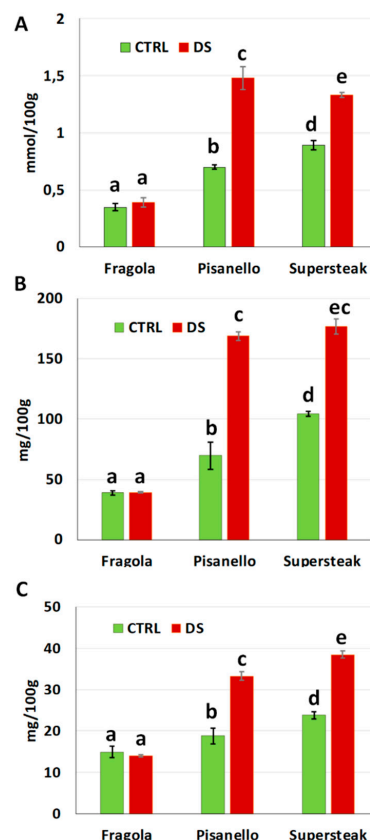 A
2
CTRL DS
c
1,5
e
mmol/100g
d
1
b
a a
0,5
0
Fragola Pisanello Supersteak
B
200
ec
CTRL DS
c
150
mg/100g
d
100
b
a a
50
0
Fragola Pisanello Supersteak
C
50
CTRL DS
e
40
c
30
mg/100g
d
b
20
a a
10
0
Fragola Pisanello Supersteak